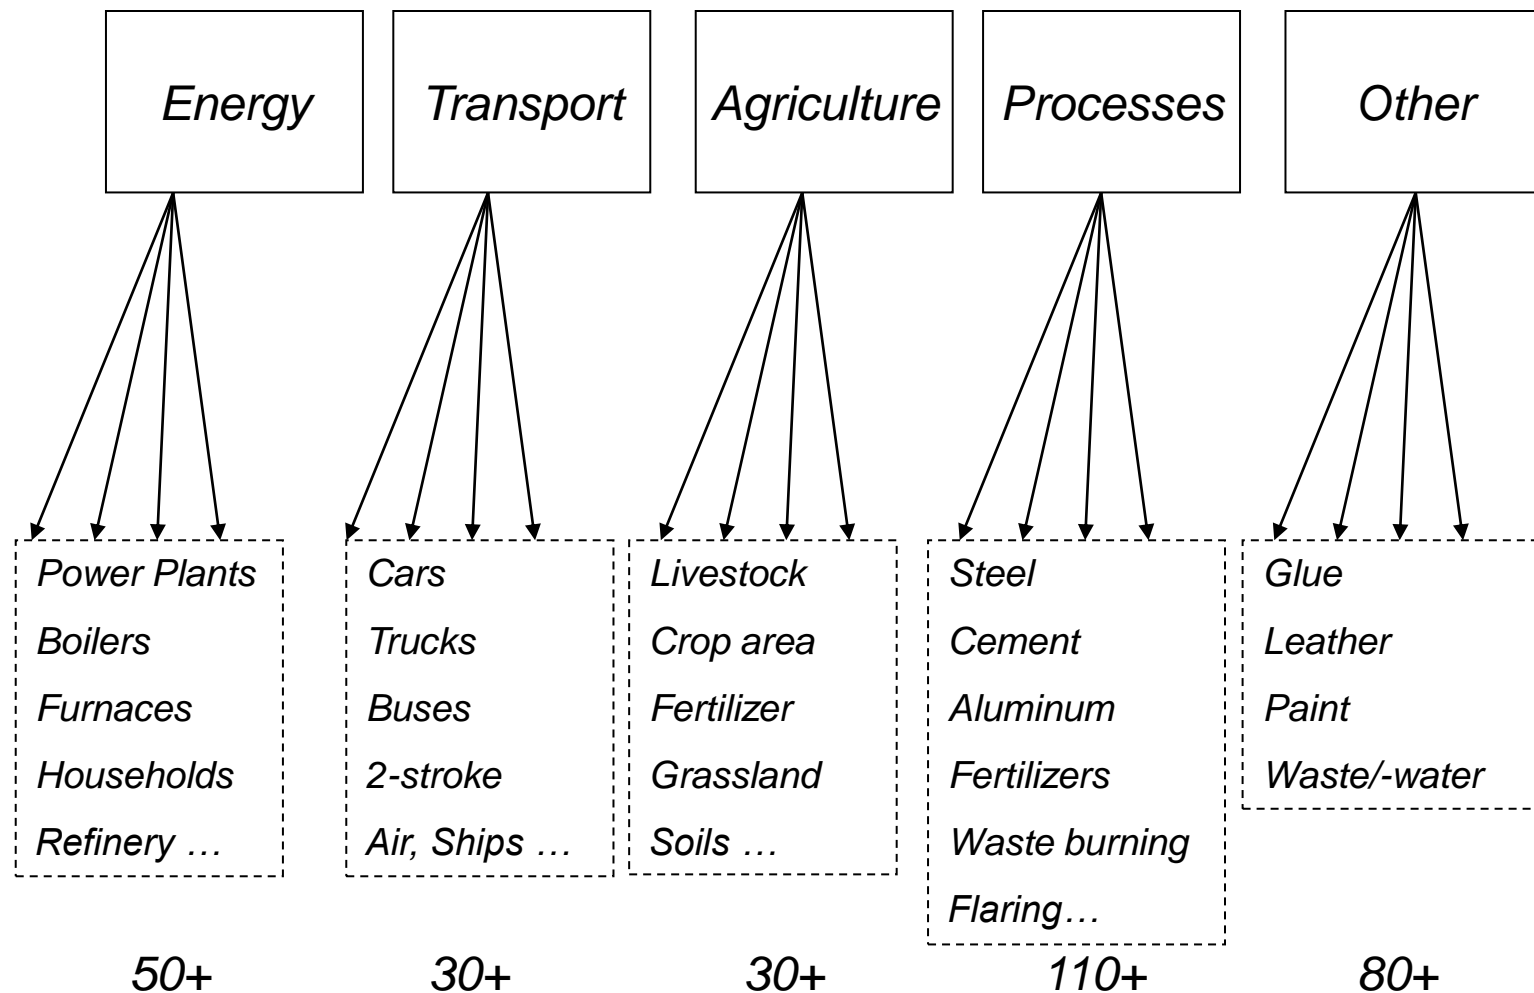 Energy
Transport
Agriculture
Processes
Other
Power Plants
Boilers
Furnaces
Households
Refinery …
Cars
Trucks
Buses
2-stroke
Air, Ships …
Livestock
Crop area
Fertilizer
Grassland
Soils …
Steel
Cement
Aluminum
Fertilizers
Waste burning
Flaring…
Glue
Leather
Paint
Waste/-water
50+
30+
30+
110+
80+